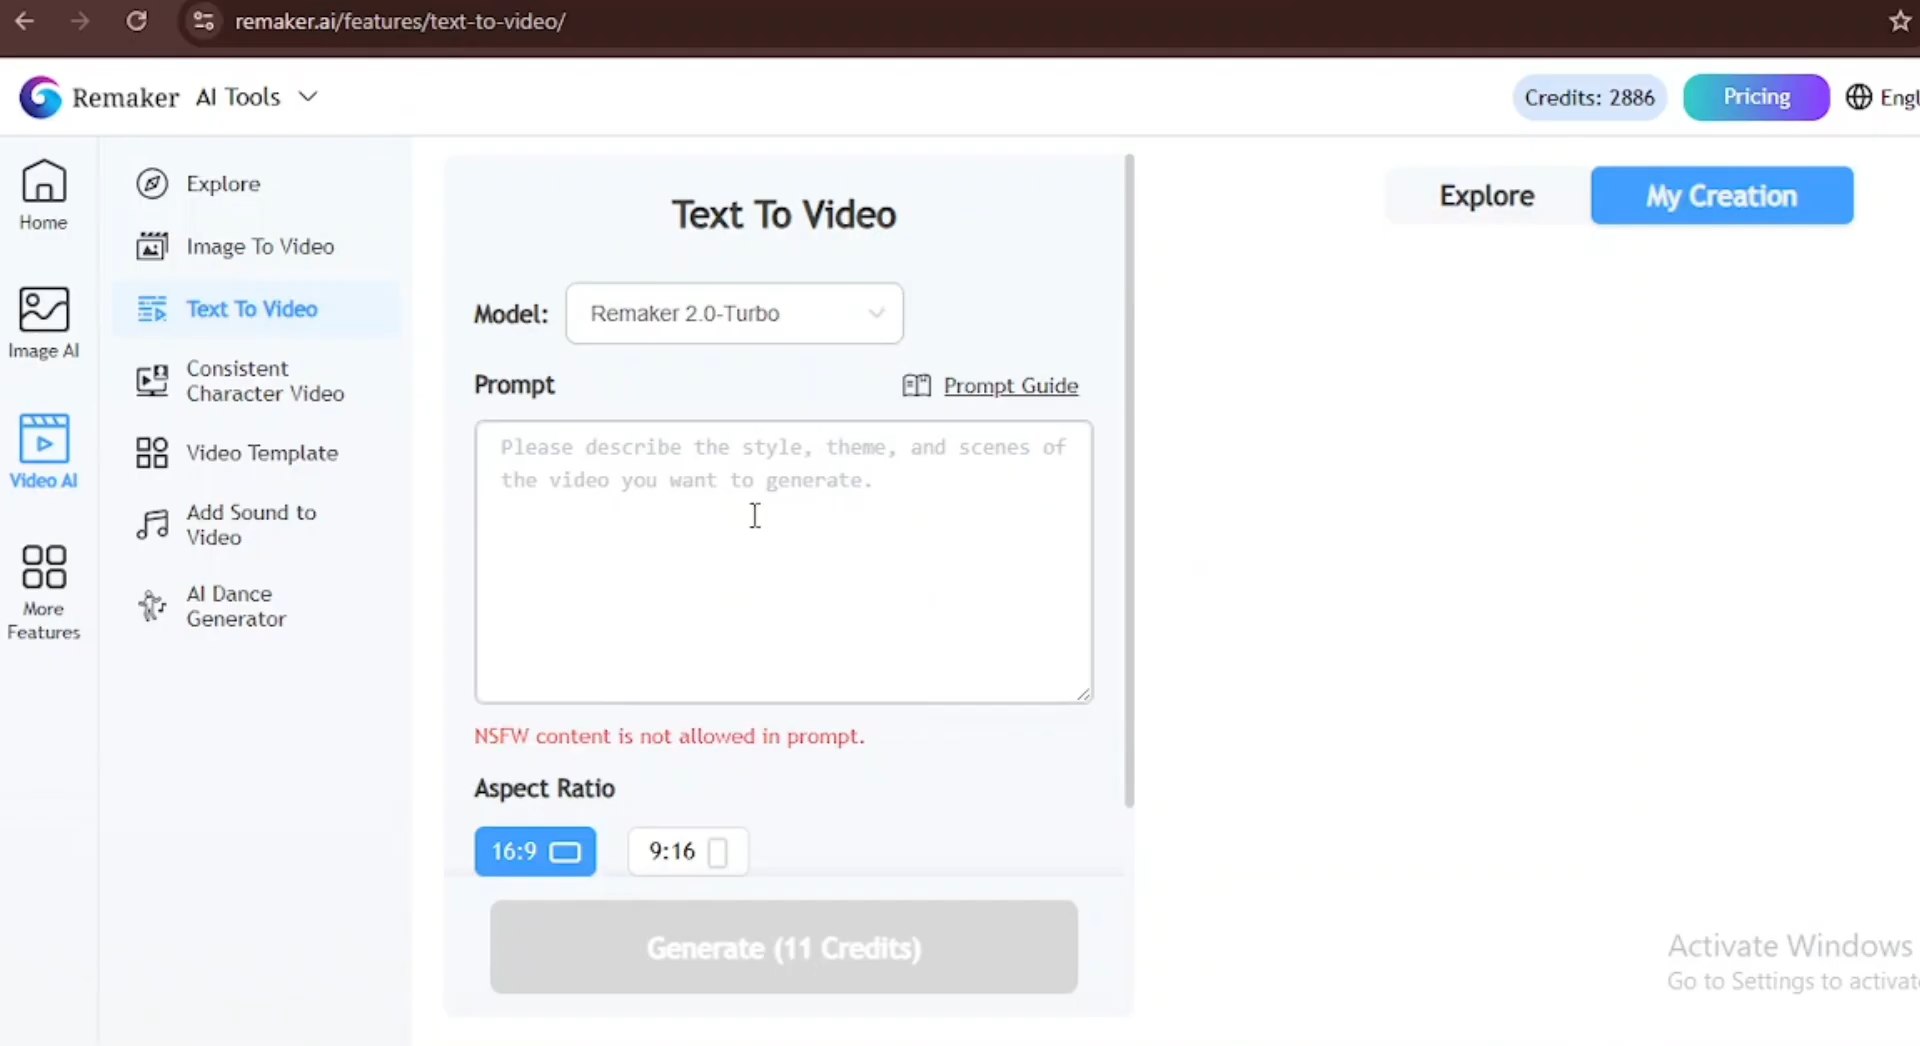 remaker.ai/features/text-to-video/
Remaker AI Tools
Credits: 2886
Pricing
Engl
Home
Image AI
Video AI
More
Features
Explore
Image To Video
Text To Video
Consistent
Character Video
Video Template
Add Sound to
Video
AI Dance
Generator
Text To Video
Model: Remaker 2.0-Turbo
Prompt
Prompt Guide
Please describe the style, theme, and scenes of
the video you want to generate.
NSFW content is not allowed in prompt.
Aspect Ratio
16:9
9:16
Generate (11 Credits)
Explore
My Creation
Activate Windows
Go to Settings to activat